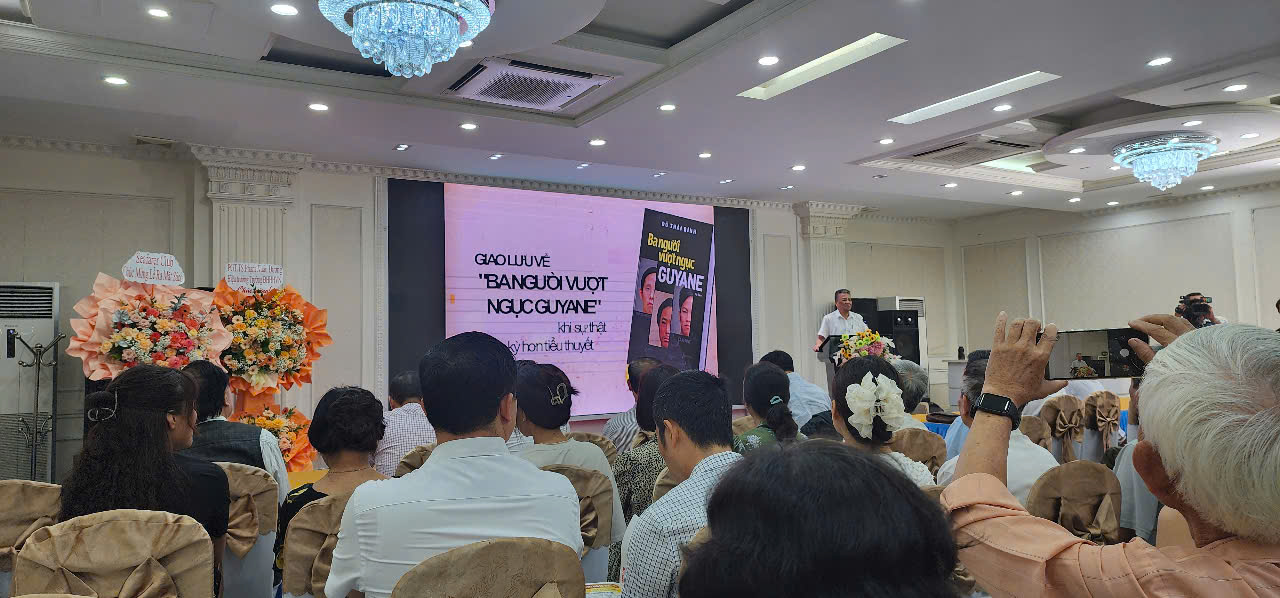 GIAO LƯU VỀ
"BA NGƯỜI VƯỢT
NGỤC GUYANE"
khi sự thật
kỳ hơn tiểu thuyết
ĐỖ THÁI BÌNH
Ba người
vượt ngục
GUYANE